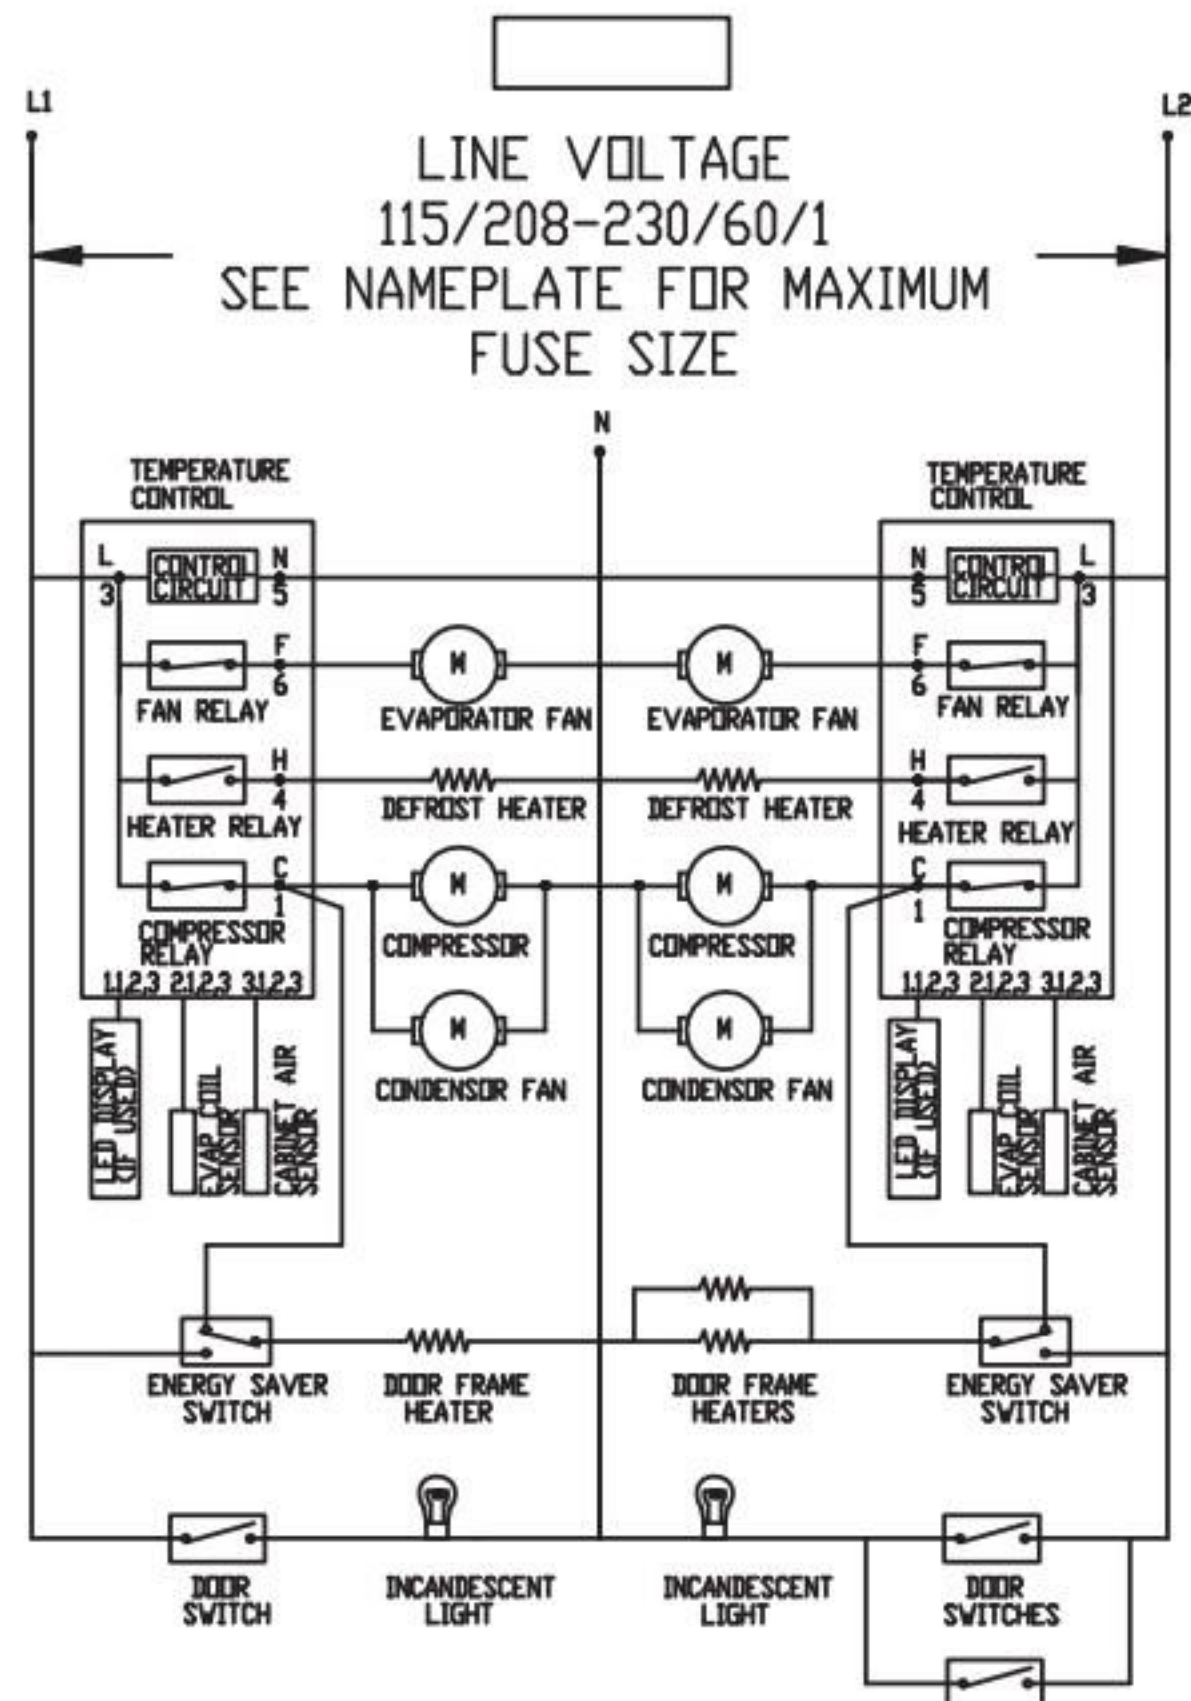 L1
L2
LINE VOLTAGE
115/208-230/60/1
SEE NAMEPLATE FOR MAXIMUM
FUSE SIZE
N
TEMPERATURE
CONTROL
TEMPERATURE
CONTROL
L
3
CONTROL
CIRCUIT
N
5
N
5
CONTROL
CIRCUIT
L
3
F
6
M
M
F
6
FAN RELAY
EVAPORATOR FAN
EVAPORATOR FAN
FAN RELAY
H
4
H
4
HEATER RELAY
DEFROST HEATER
DEFROST HEATER
HEATER RELAY
C
1
M
M
C
1
COMPRESSOR
RELAY
COMPRESSOR
COMPRESSOR
COMPRESSOR
RELAY
1.1,2,3 2.1,2,3 3.1,2,3
1.1,2,3 2.1,2,3 3.1,2,3
M
M
CONDENSOR FAN
CONDENSOR FAN
LED DISPLAY
(IF USED)
EVAP COIL
SENSOR
CABINET AIR
SENSOR
LED DISPLAY
(IF USED)
EVAP COIL
SENSOR
CABINET AIR
SENSOR
ENERGY SAVER
SWITCH
DOOR FRAME
HEATER
DOOR FRAME
HEATERS
ENERGY SAVER
SWITCH
DOOR
SWITCH
INCANDESCENT
LIGHT
INCANDESCENT
LIGHT
DOOR
SWITCHES